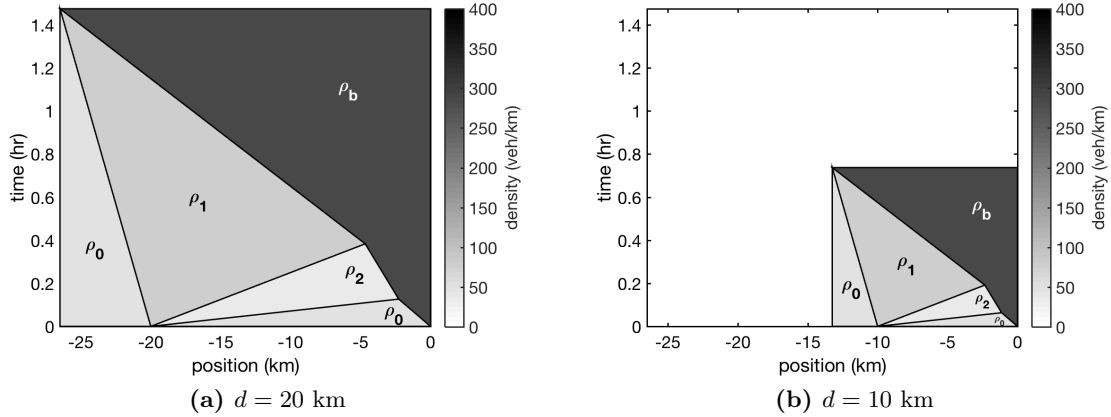 1.4
1.2
1
0.8
0.6
0.4
0.2
0
time (hr)
-25 -20 -15 -10 -5 0
position (km)
ρb
ρ1
ρ0
ρ2
ρ0
400
350
300
250
200
150
100
50
0
density (veh/km)
(a) d = 20 km
1.4
1.2
1
0.8
0.6
0.4
0.2
0
time (hr)
-25 -20 -15 -10 -5 0
position (km)
ρb
ρ1
ρ0
ρ2
ρ0
400
350
300
250
200
150
100
50
0
density (veh/km)
(b) d = 10 km